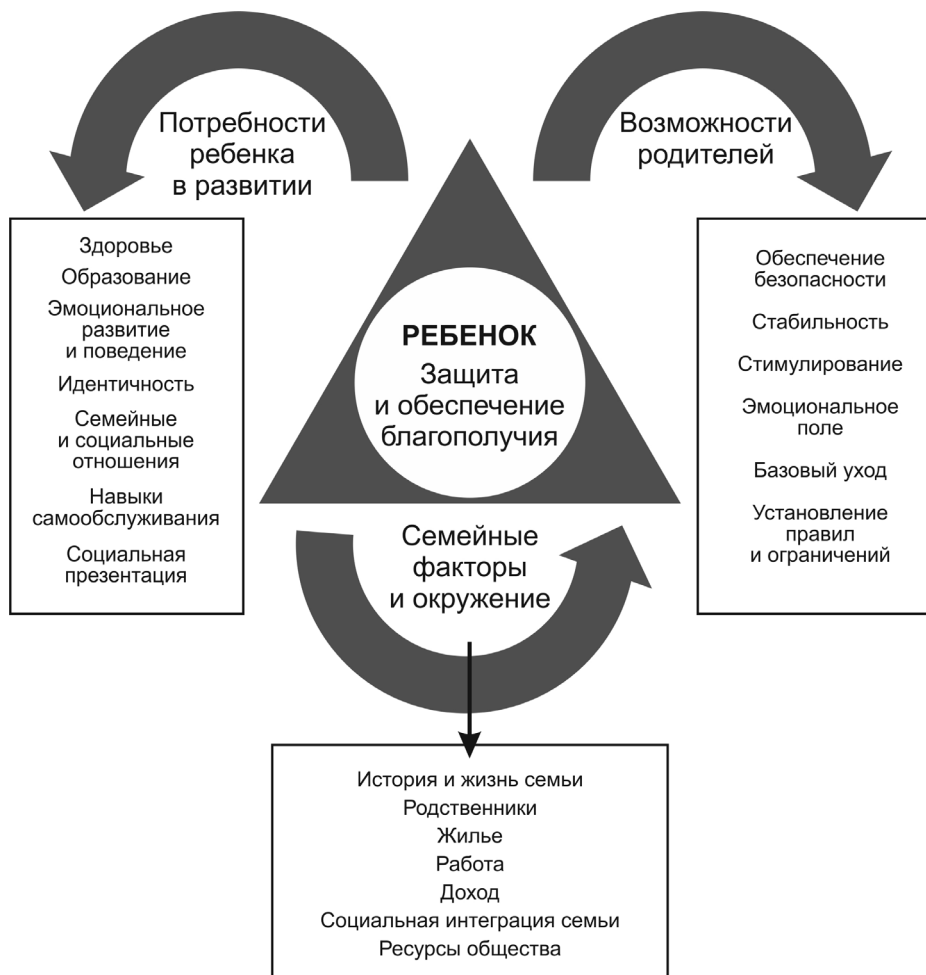 Потребности
ребенка
в развитии
Возможности
родителей
Здоровье
Образование
Эмоциональное
развитие
и поведение
Идентичность
Семейные
и социальные
отношения
Навыки
самообслуживания
Социальная
презентация
РЕБЕНОК
Защита
и обеспечение
благополучия
Обеспечение
безопасности
Стабильность
Стимулирование
Эмоциональное
поле
Базовый уход
Установление
правил
и ограничений
Семейные
факторы
и окружение
История и жизнь семьи
Родственники
Жилье
Работа
Доход
Социальная интеграция семьи
Ресурсы общества